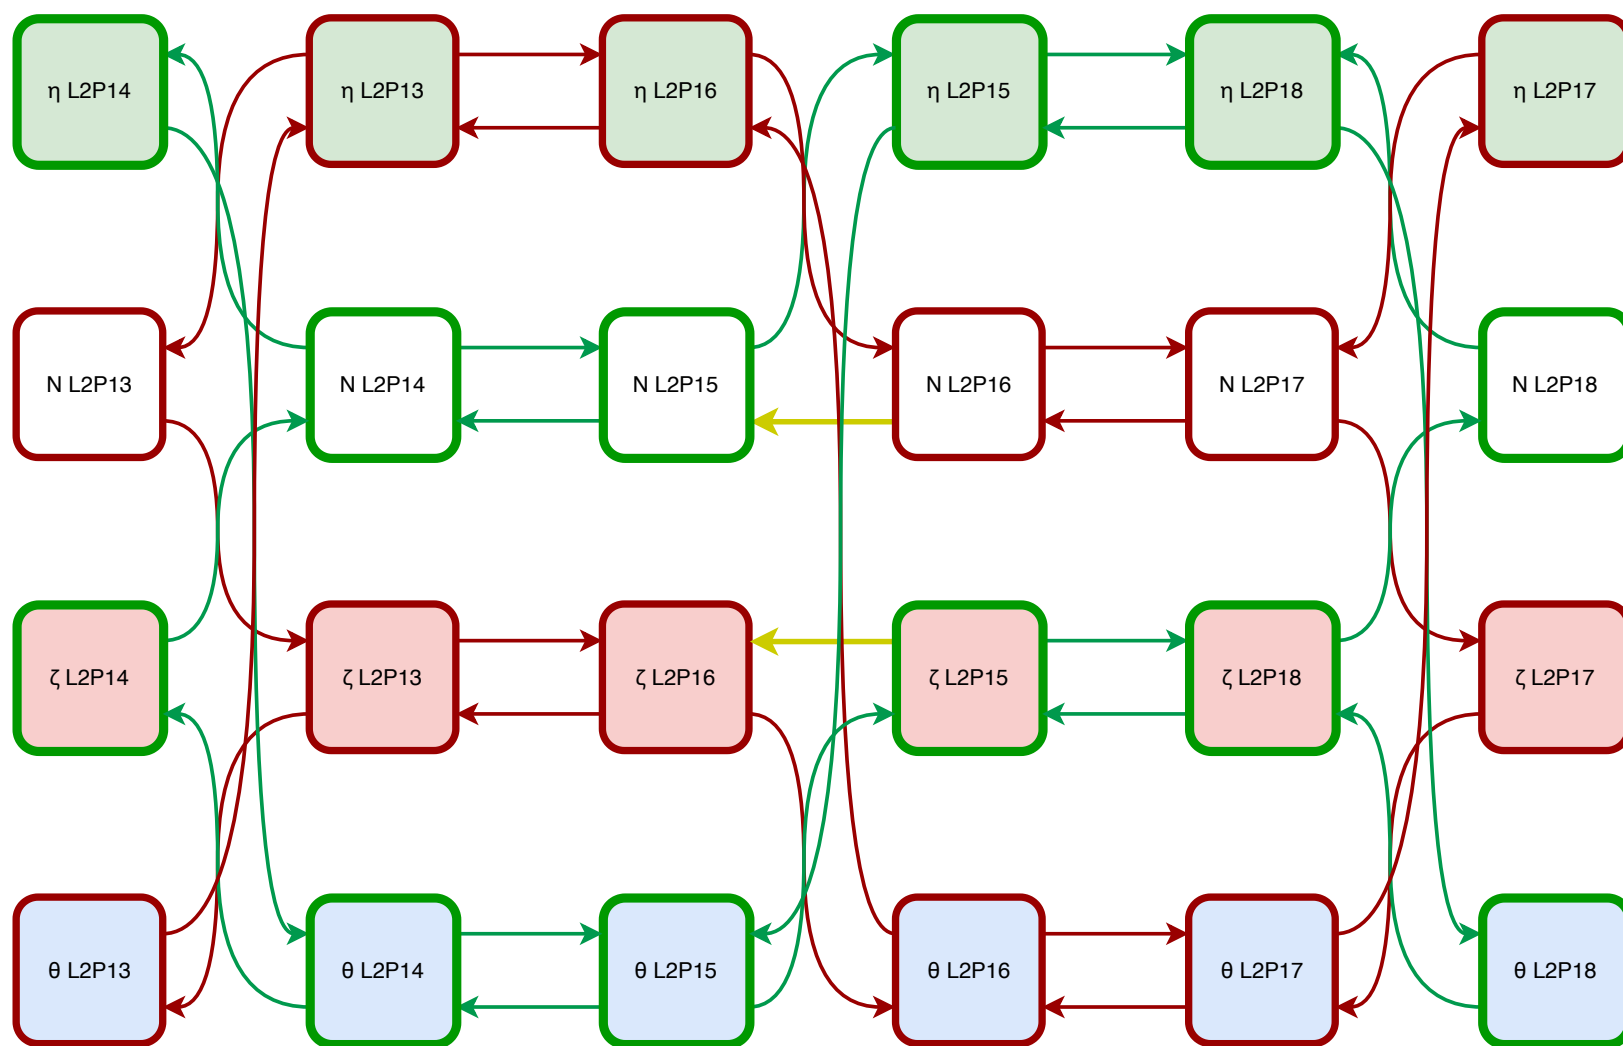 η L2P14
η L2P13
η L2P16
η L2P15
η L2P18
η L2P17
N L2P13
N L2P14
N L2P15
N L2P16
N L2P17
N L2P18
ζ L2P14
ζ L2P13
ζ L2P16
ζ L2P15
ζ L2P18
ζ L2P17
θ L2P13
θ L2P14
θ L2P15
θ L2P16
θ L2P17
θ L2P18